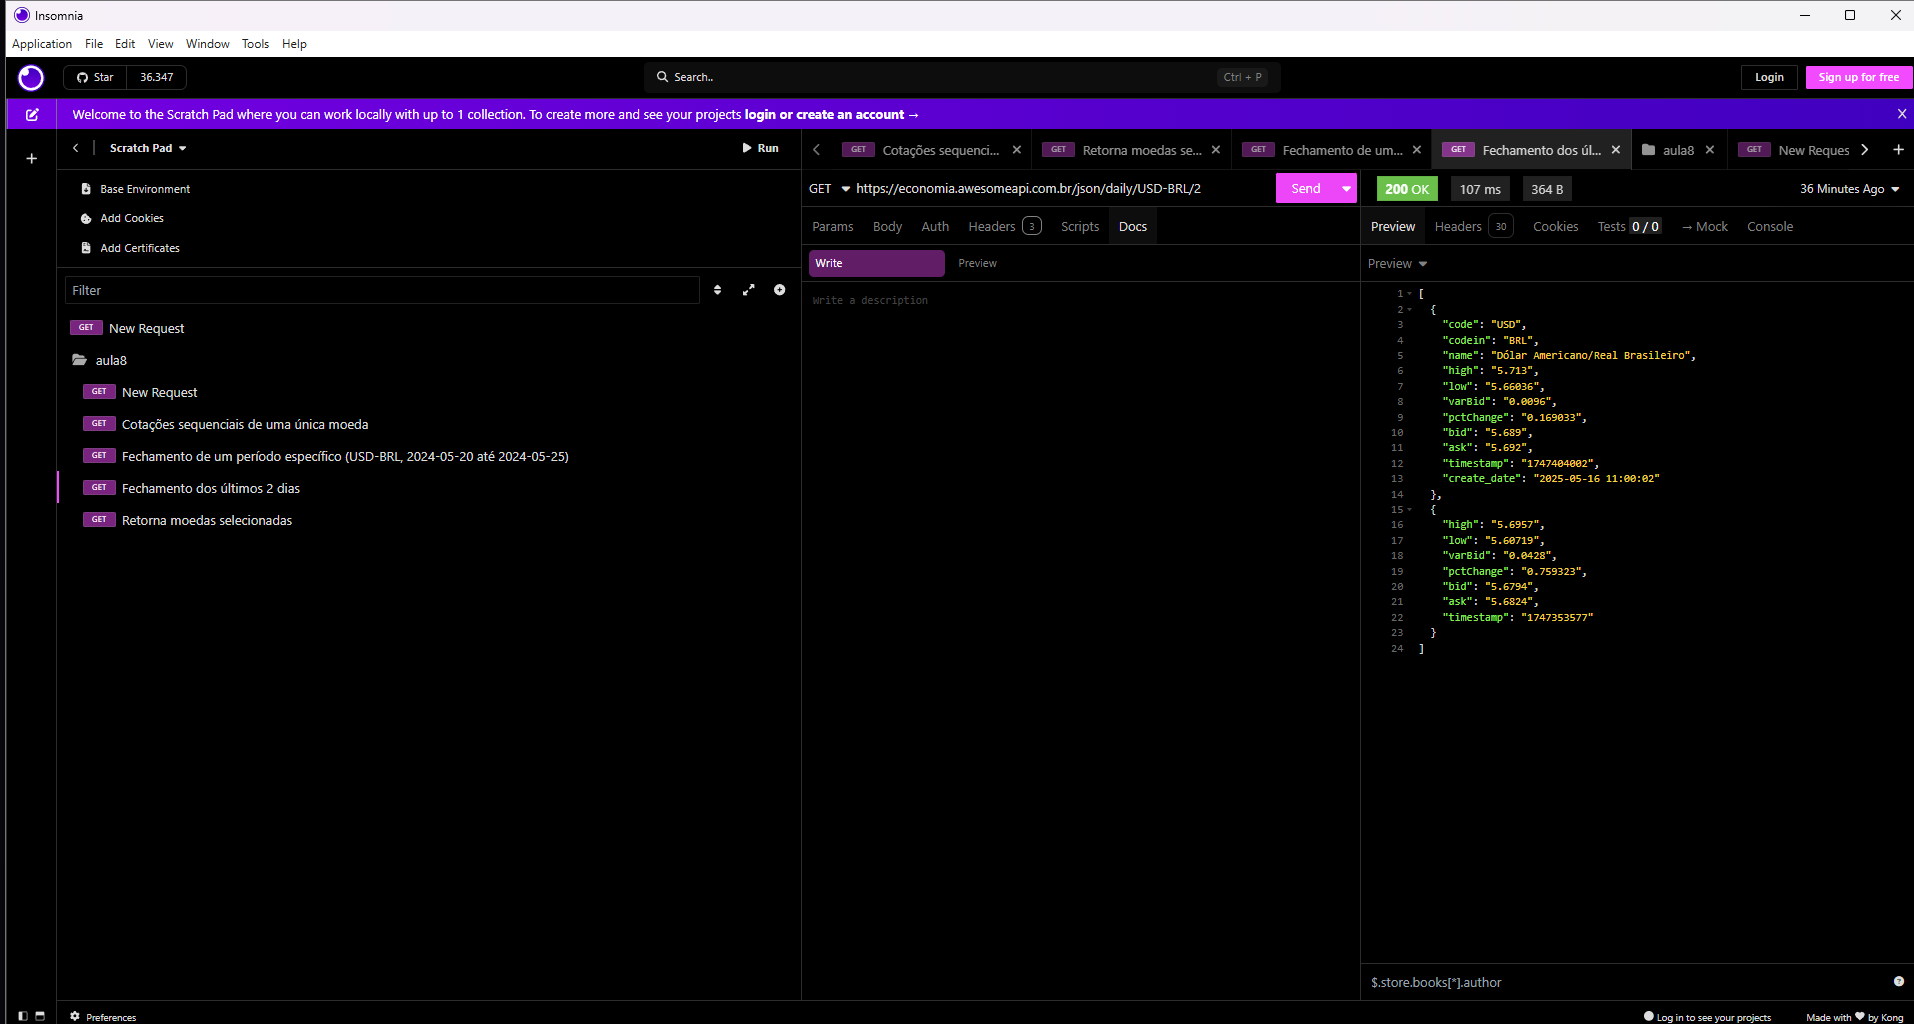 Insomnia
Application File Edit View Window Tools Help
Star 36.347 Search.. Ctrl + P Login Sign up for free
Welcome to the Scratch Pad where you can work locally with up to 1 collection. To create more and see your projects login or create an account →
Scratch Pad Run
Base Environment
Add Cookies
Add Certificates
Filter
GET New Request
aula8
GET New Request
GET Cotações sequenciais de uma única moeda
GET Fechamento de um período específico (USD-BRL, 2024-05-20 até 2024-05-25)
GET Fechamento dos últimos 2 dias
GET Retorna moedas selecionadas
GET Cotações sequenci... GET Retorna moedas se... GET Fechamento de um... GET Fechamento dos úl... aula8 GET New Reques
GET https://economia.awesomeapi.com.br/json/daily/USD-BRL/2 Send
Params Body Auth Headers 3 Scripts Docs
Write Preview
Write a description
200 OK 107 ms 364 B 36 Minutes Ago
Preview Headers 30 Cookies Tests 0 / 0 → Mock Console
Preview
1 [
2 {
3 "code": "USD",
4 "codein": "BRL",
5 "name": "Dólar Americano/Real Brasileiro",
6 "high": "5.713",
7 "low": "5.66036",
8 "varBid": "0.0096",
9 "pctChange": "0.169033",
10 "bid": "5.689",
11 "ask": "5.692",
12 "timestamp": "1747404002",
13 "create_date": "2025-05-16 11:00:02"
14 },
15 {
16 "high": "5.6957",
17 "low": "5.60719",
18 "varBid": "0.0428",
19 "pctChange": "0.759323",
20 "bid": "5.6794",
21 "ask": "5.6824",
22 "timestamp": "1747353577"
23 }
24 ]
$.store.books[*].author
Preferences Log in to see your projects Made with ♥ by Kong